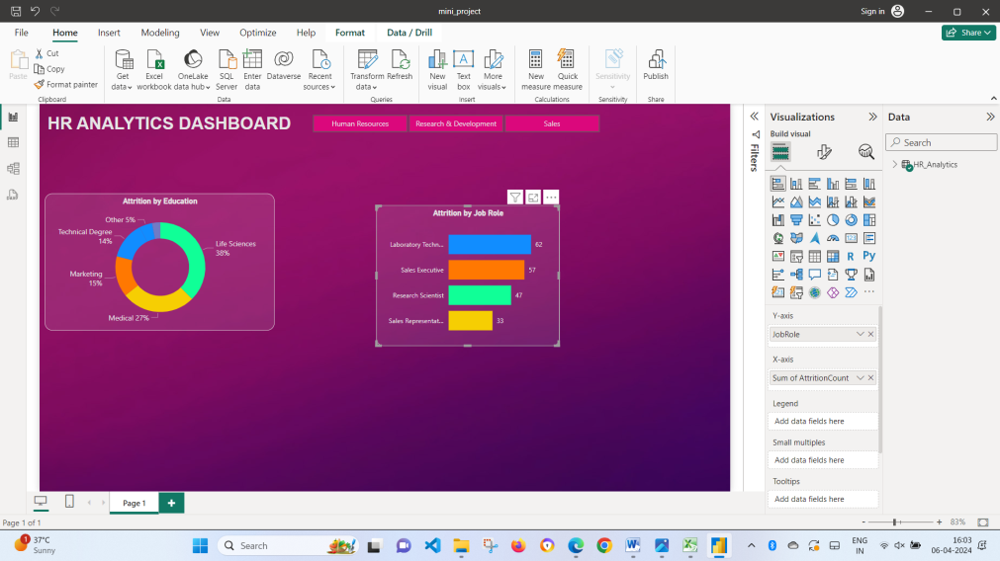 mini_project
Sign in
File Home Insert Modeling View Optimize Help Format Data / Drill
Share
Paste
Cut
Copy
Format painter
Clipboard
Get data
Excel workbook
OneLake data hub
SQL Server
Enter data
Dataverse
Recent sources
Data
Transform data
Refresh
Queries
New visual
Text box
A
More visuals
Insert
New measure
Quick measure
Calculations
Sensitivity
Sensitivity
Publish
Share
HR ANALYTICS DASHBOARD
Human Resources
Research & Development
Sales
Attrition by Education
Other 5%
Technical Degree
14%
Life Sciences
38%
Marketing
15%
Medical 27%
Attrition by Job Role
Laboratory Techn... 62
Sales Executive 57
Research Scientist 47
Sales Representat... 33
Filters
Visualizations
Build visual
R
Py
123
Y-axis
JobRole
X-axis
Sum of AttritionCount
Legend
Add data fields here
Small multiples
Add data fields here
Tooltips
Add data fields here
Data
Search
HR_Analytics
Page 1
Page 1 of 1
- + 83%
1
37°C
Sunny
Search
ENG
IN
16:03
06-04-2024